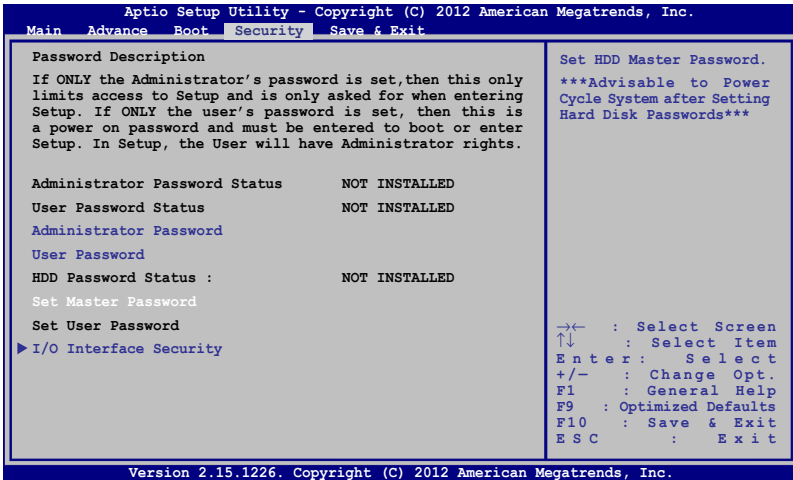 Aptio Setup Utility - Copyright (C) 2012 American Megatrends, Inc.
Main Advance Boot Security Save & Exit
Password Description
If ONLY the Administrator's password is set,then this only
limits access to Setup and is only asked for when entering
Setup. If ONLY the user's password is set, then this is
a power on password and must be entered to boot or enter
Setup. In Setup, the User will have Administrator rights.
Administrator Password Status NOT INSTALLED
User Password Status NOT INSTALLED
Administrator Password
User Password
HDD Password Status : NOT INSTALLED
Set Master Password
Set User Password
I/O Interface Security
Set HDD Master Password.
***Advisable to Power
Cycle System after Setting
Hard Disk Passwords***
→← : Select Screen
↑↓ : Select Item
Enter: Select
+/— : Change Opt.
F1 : General Help
F9 : Optimized Defaults
F10 : Save & Exit
ESC : Exit
Version 2.15.1226. Copyright (C) 2012 American Megatrends, Inc.